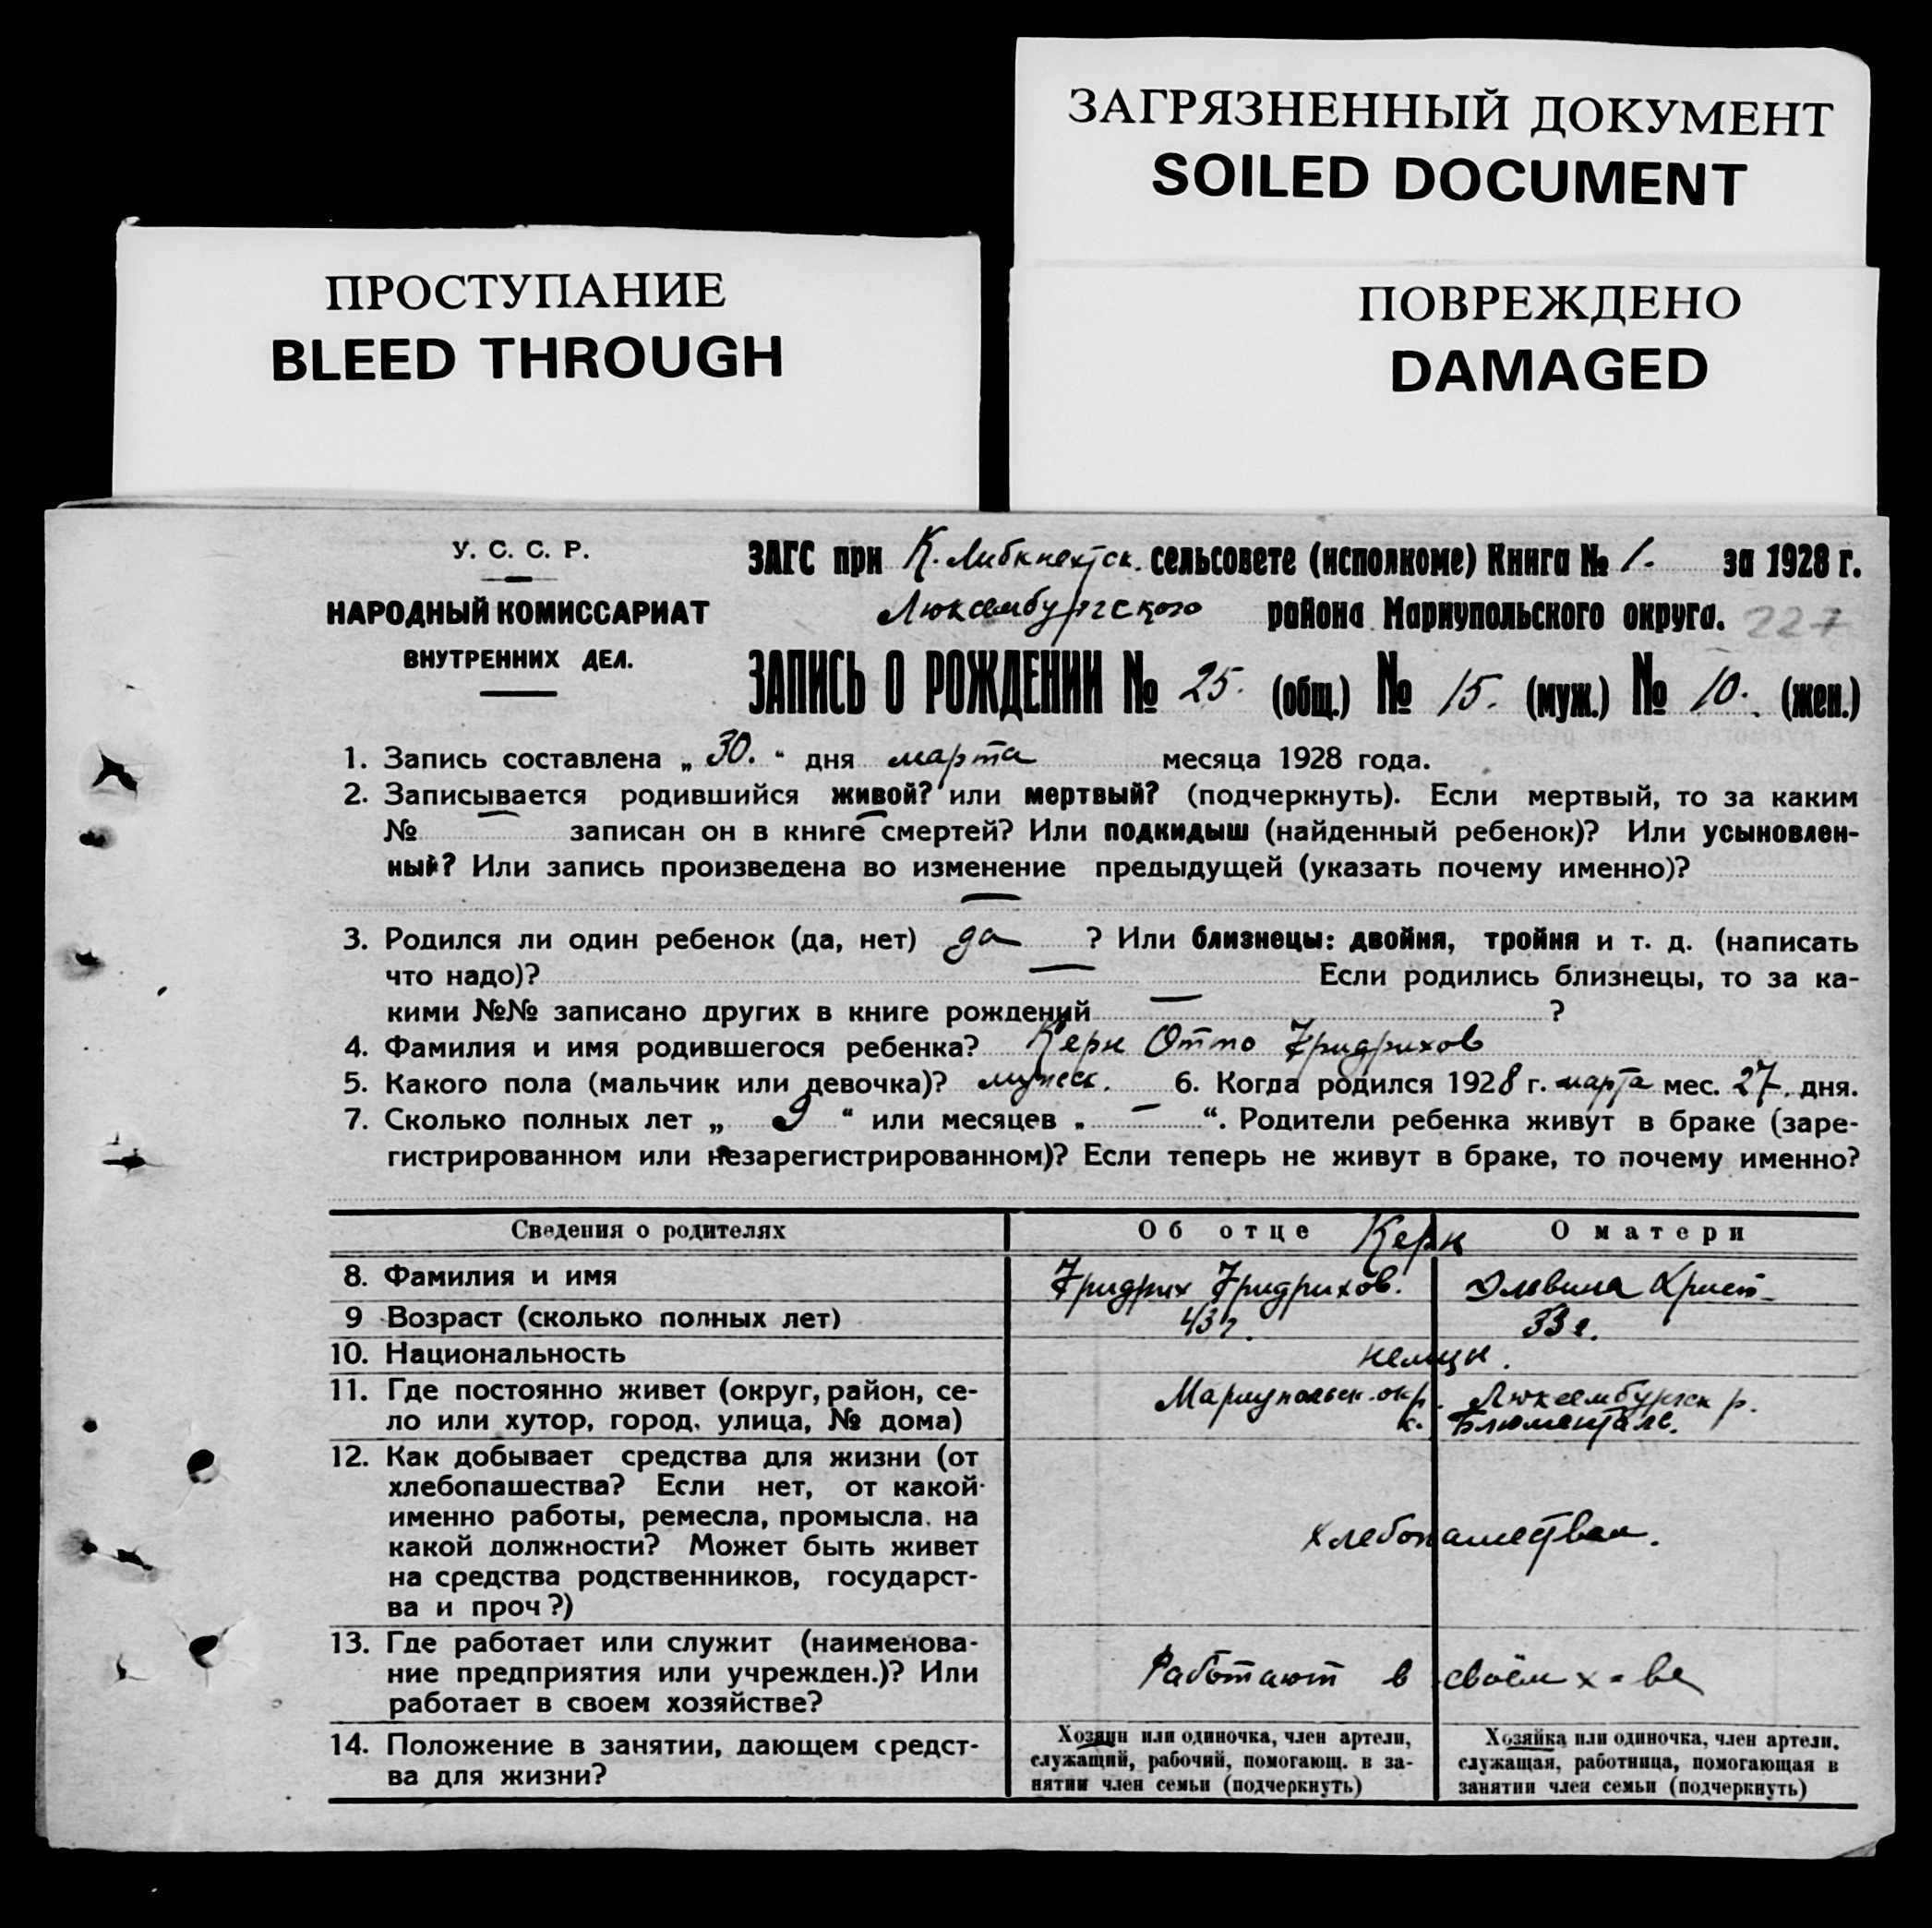 ЗАГРЯЗНЕННЫЙ ДОКУМЕНТ
SOILED DOCUMENT
ПРОСТУПАНИЕ
BLEED THROUGH
ПОВРЕЖДЕНО
DAMAGED
У. С. С. Р.
НАРОДНЫЙ КОМИССАРИАТ
ВНУТРЕННИХ ДЕЛ.
ЗАГС при К. Либкнехтск. сельсовете (исполкоме) Книга № 1. за 1928 г.
Люксембургского района Мариупольского округа. 227
ЗАПИСЬ О РОЖДЕНИИ № 25. (общ.) № 15. (муж.) № 10. (жен.)
1. Запись составлена „ 30. “ дня марта месяца 1928 года.
2. Записывается родившийся живой? или мертвый? (подчеркнуть). Если мертвый, то за каким
№ — записан он в книге смертей? Или подкидыш (найденный ребенок)? Или усыновлен-
ный? Или запись произведена во изменение предыдущей (указать почему именно)?
—
3. Родился ли один ребенок (да, нет) да ? Или близнецы: двойня, тройня и т. д. (написать
что надо)? — Если родились близнецы, то за ка-
кими №№ записано других в книге рождений — ?
4. Фамилия и имя родившегося ребенка? Керн Отто Фридрихов
5. Какого пола (мальчик или девочка)? мужск. 6. Когда родился 1928 г. марта мес. 27. дня.
7. Сколько полных лет „ 9 “ или месяцев „ — “. Родители ребенка живут в браке (заре-
гистрированном или незарегистрированном)? Если теперь не живут в браке, то почему именно?
Сведения о родителях Об отце Керн О матери
8. Фамилия и имя Фридрих Фридрихов. Эльвина Христ-
9 Возраст (сколько полных лет) 43 г. 33 г.
10. Национальность немцы.
11. Где постоянно живет (округ, район, се-
ло или хутор, город, улица, № дома)
Мариупольск. окр. Люксембургск р.
к. Блюменталь.
12. Как добывает средства для жизни (от
хлебопашества? Если нет, от какой
именно работы, ремесла, промысла, на
какой должности? Может быть живет
на средства родственников, государст-
ва и проч?)
хлебопашества.
13. Где работает или служит (наименова-
ние предприятия или учрежден.)? Или
работает в своем хозяйстве?
Работают в своём х-ве
14. Положение в занятии, дающем средст-
ва для жизни?
Хозяин или одиночка, член артели,
служащий, рабочий, помогающ. в за-
нятии член семьи (подчеркнуть)
Хозяйка или одиночка, член артели,
служащая, работница, помогающая в
занятии член семьи (подчеркнуть)